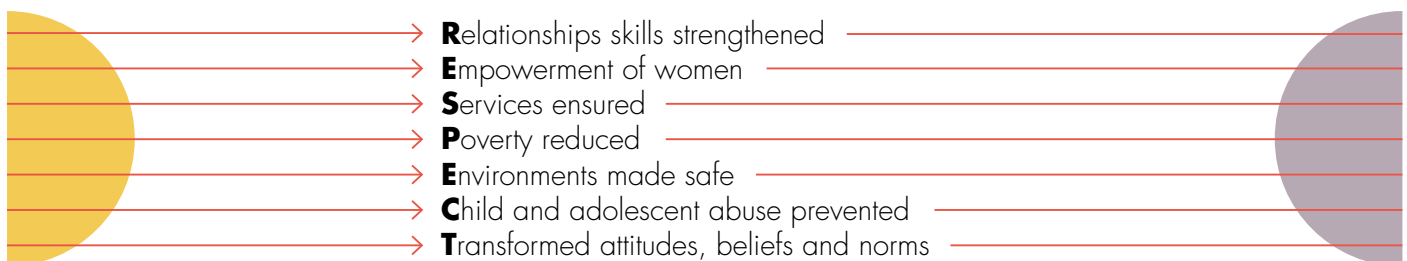 Relationships skills strengthened
Empowerment of women
Services ensured
Poverty reduced
Environments made safe
Child and adolescent abuse prevented
Transformed attitudes, beliefs and norms